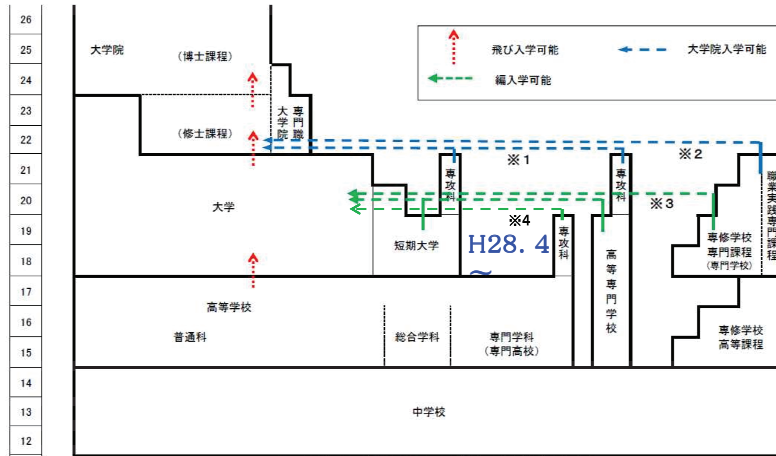 26
25
24
23
22
21
20
19
18
17
16
15
14
13
12
大学院
(博士課程)
(修士課程)
専門職
大学院
飛び入学可能
大学院入学可能
編入学可能
※1
※2
※3
※4
H28. 4
~
大学
短期大学
専攻科
専攻科
専攻科
高等専門学校
専修学校
専門課程
(専門学校)
職業実践専門課程
高等学校
普通科
総合学科
専門学科
(専門高校)
専修学校
高等課程
中学校